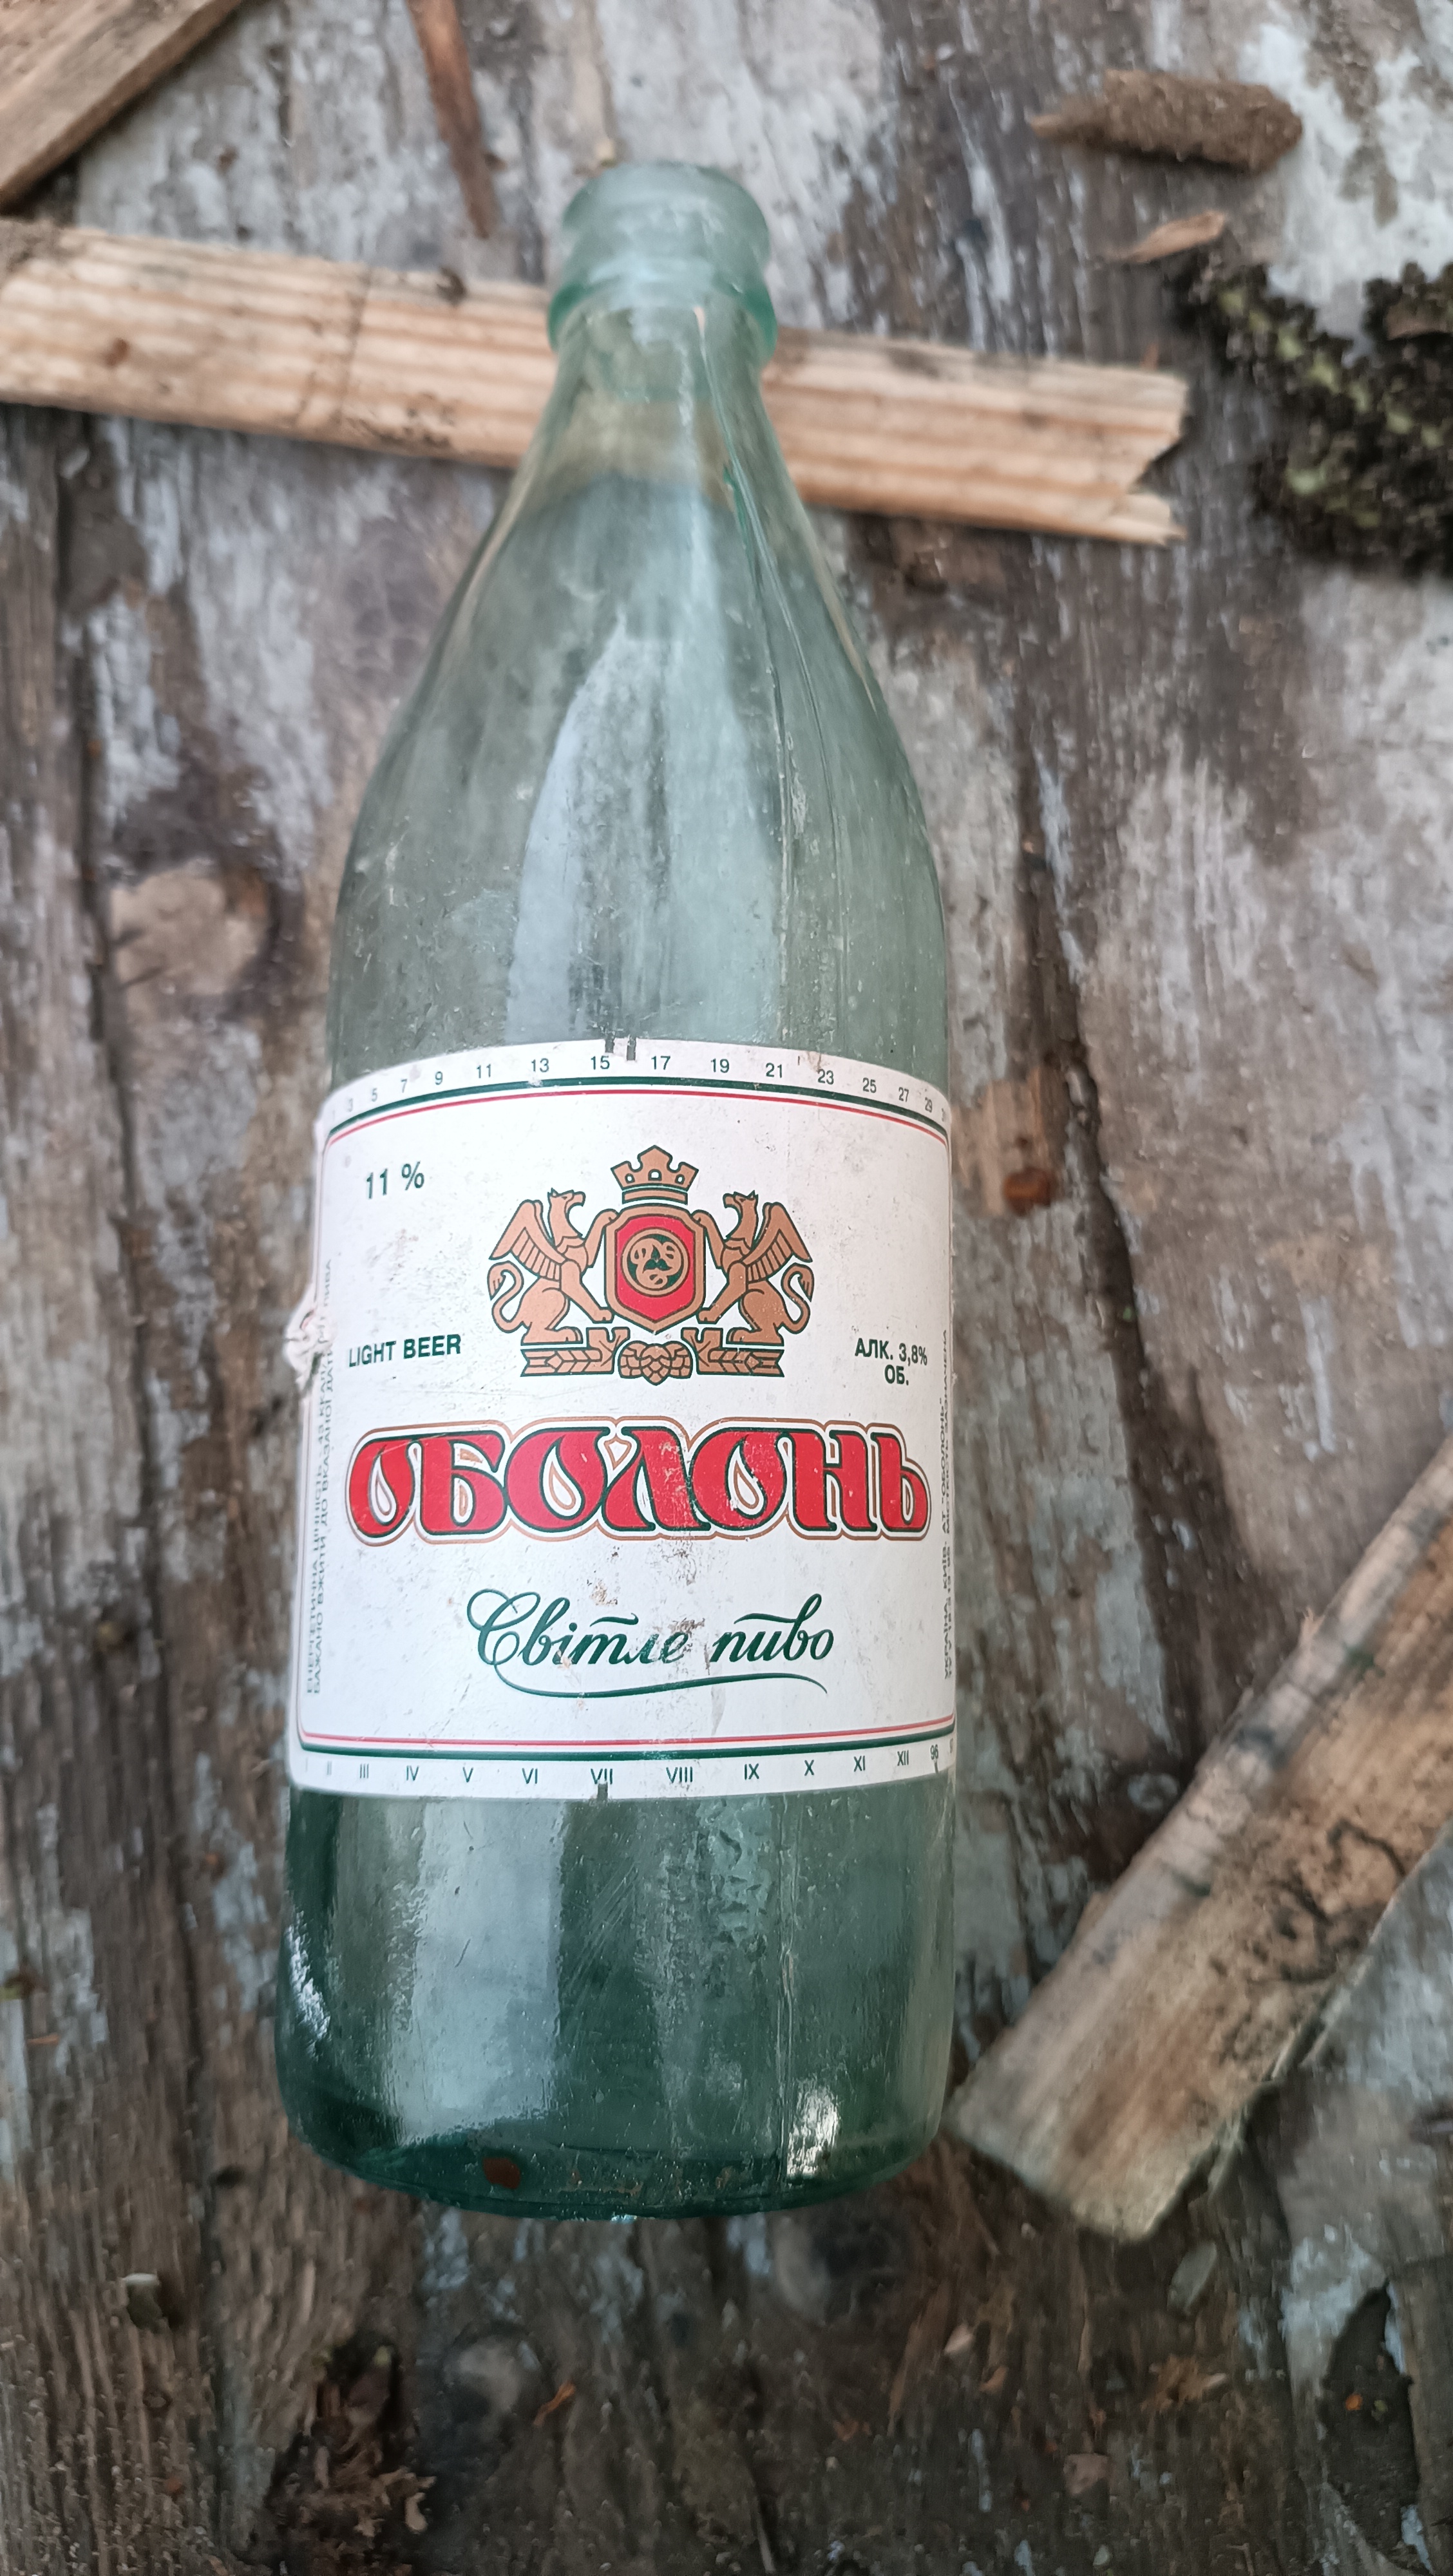 3 5 7 9 11 13 15 17 19 21 23 25 27 29
11 %
LIGHT BEER
АЛК. 3,8%
ОБ.
ОБОЛОНЬ
Світле пиво
II III IV V VI VII VIII IX X XI XII 96